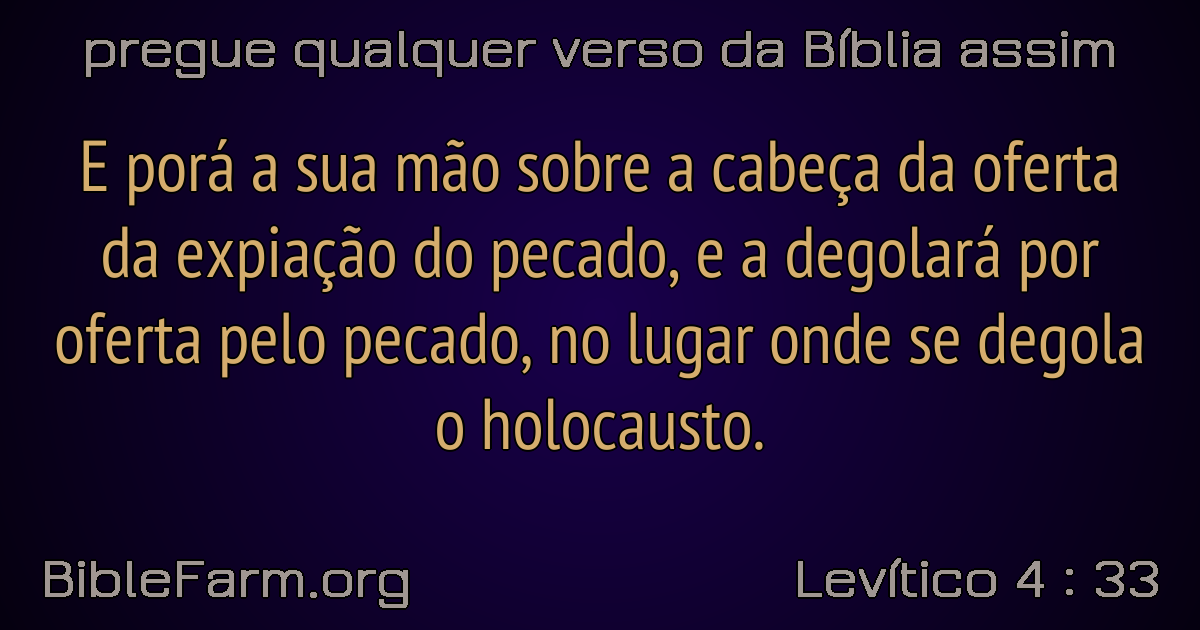 pregue qualquer verso da Bíblia assim
E porá a sua mão sobre a cabeça da oferta
da expiação do pecado, e a degolará por
oferta pelo pecado, no lugar onde se degola
o holocausto.
BibleFarm.org
Levítico 4 : 33